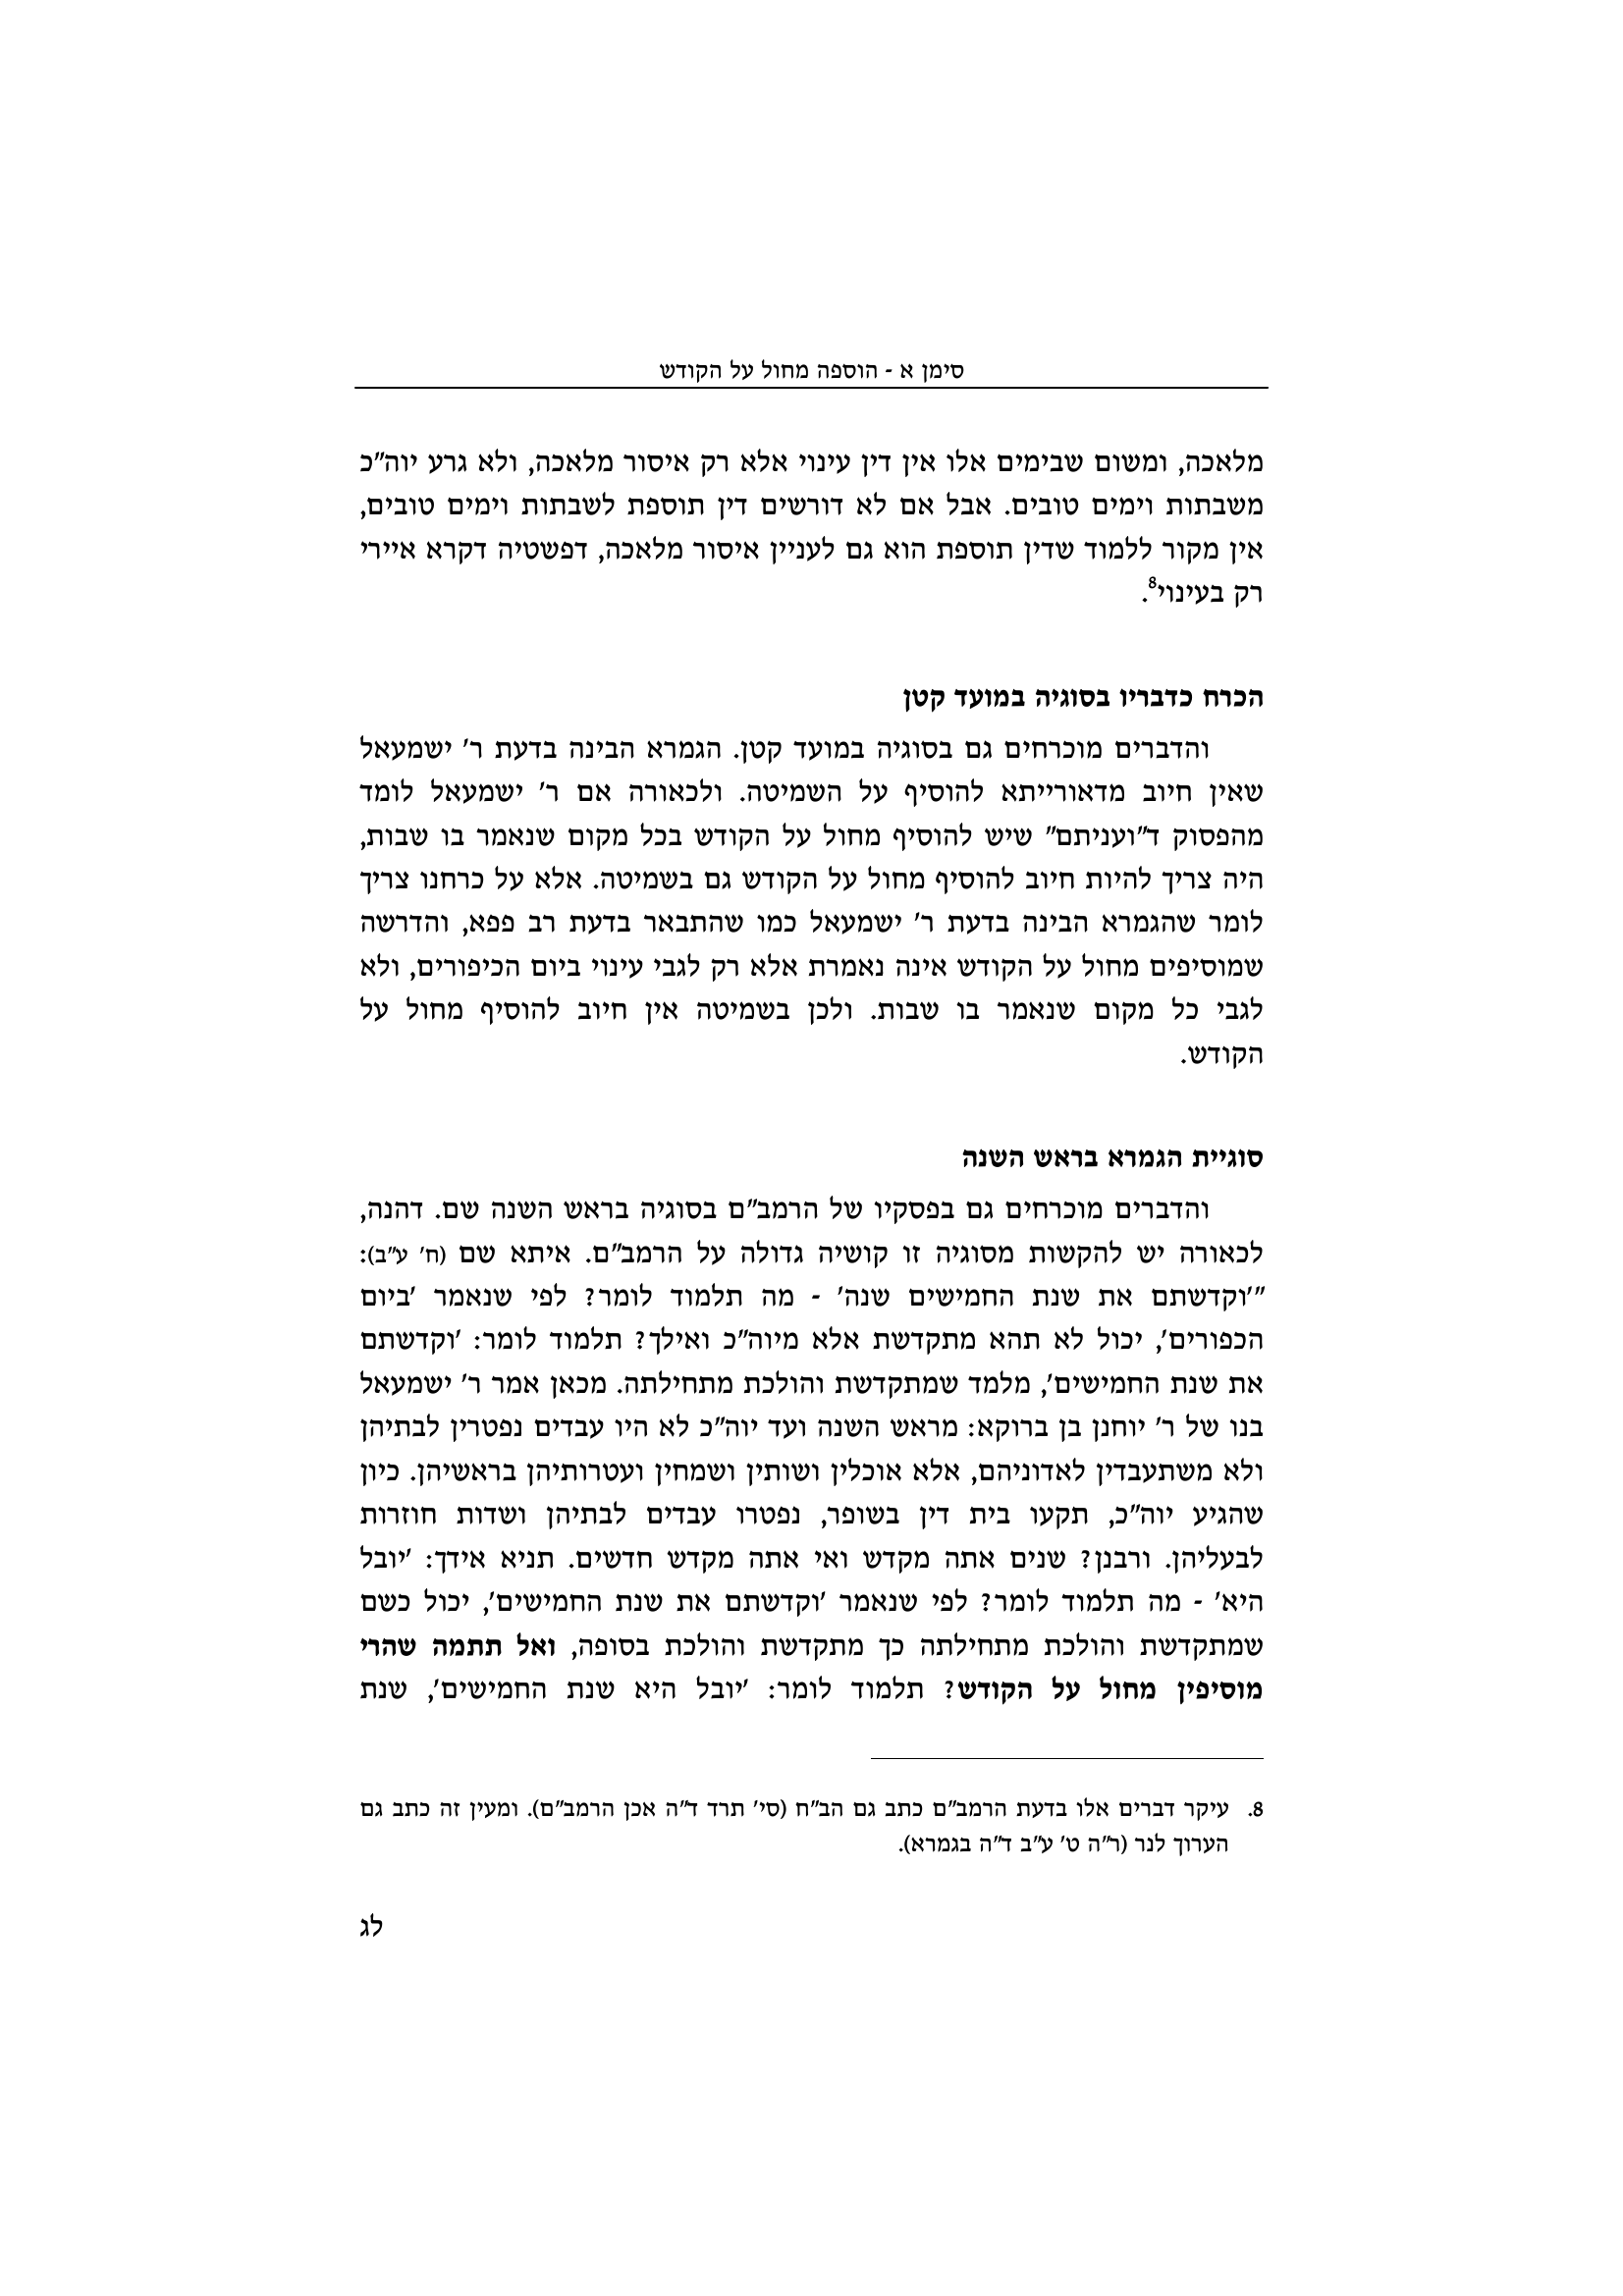 סימן א - הוספה מחול על הקודש
מלאכה, ומשום שבימים אלו אין דין עינוי אלא רק איסור מלאכה, ולא גרע יוה״כ
משבתות וימים טובים. אבל אם לא דורשים דין תוספת לשבתות וימים טובים,
אין מקור ללמוד שדין תוספת הוא גם לעניין איסור מלאכה, דפשטיה דקרא איירי
רק בעינוי8.
הכרח כדבריו בסוגיה במועד קטן
והדברים מוכרחים גם בסוגיה במועד קטן. הגמרא הבינה בדעת ר׳ ישמעאל
שאין חיוב מדאורייתא להוסיף על השמיטה. ולכאורה אם ר׳ ישמעאל לומד
מהפסוק ד״ועניתם״ שיש להוסיף מחול על הקודש בכל מקום שנאמר בו שבות,
היה צריך להיות חיוב להוסיף מחול על הקודש גם בשמיטה. אלא על כרחנו צריך
לומר שהגמרא הבינה בדעת ר׳ ישמעאל כמו שהתבאר בדעת רב פפא, והדרשה
שמוסיפים מחול על הקודש אינה נאמרת אלא רק לגבי עינוי ביום הכיפורים, ולא
לגבי כל מקום שנאמר בו שבות. ולכן בשמיטה אין חיוב להוסיף מחול על
הקודש.
סוגיית הגמרא בראש השנה
והדברים מוכרחים גם בפסקיו של הרמב״ם בסוגיה בראש השנה שם. דהנה,
לכאורה יש להקשות מסוגיה זו קושיה גדולה על הרמב״ם. איתא שם (ח׳ ע״ב):
״׳וקדשתם את שנת החמישים שנה׳ - מה תלמוד לומר? לפי שנאמר ׳ביום
הכפורים׳, יכול לא תהא מתקדשת אלא מיוה״כ ואילך? תלמוד לומר: ׳וקדשתם
את שנת החמישים׳, מלמד שמתקדשת והולכת מתחילתה. מכאן אמר ר׳ ישמעאל
בנו של ר׳ יוחנן בן ברוקא: מראש השנה ועד יוה״כ לא היו עבדים נפטרין לבתיהן
ולא משתעבדין לאדוניהם, אלא אוכלין ושותין ושמחין ועטרותיהן בראשיהן. כיון
שהגיע יוה״כ, תקעו בית דין בשופר, נפטרו עבדים לבתיהן ושדות חוזרות
לבעליהן. ורבנן? שנים אתה מקדש ואי אתה מקדש חדשים. תניא אידך: ׳יובל
היא׳ - מה תלמוד לומר? לפי שנאמר ׳וקדשתם את שנת החמישים׳, יכול כשם
שמתקדשת והולכת מתחילתה כך מתקדשת והולכת בסופה, ואל תתמה שהרי
מוסיפין מחול על הקודש? תלמוד לומר: ׳יובל היא שנת החמישים׳, שנת
8. עיקר דברים אלו בדעת הרמב״ם כתב גם הב״ח (סי׳ תרד ד״ה אכן הרמב״ם). ומעין זה כתב גם
הערוך לנר (ר״ה ט׳ ע״ב ד״ה בגמרא).
לג